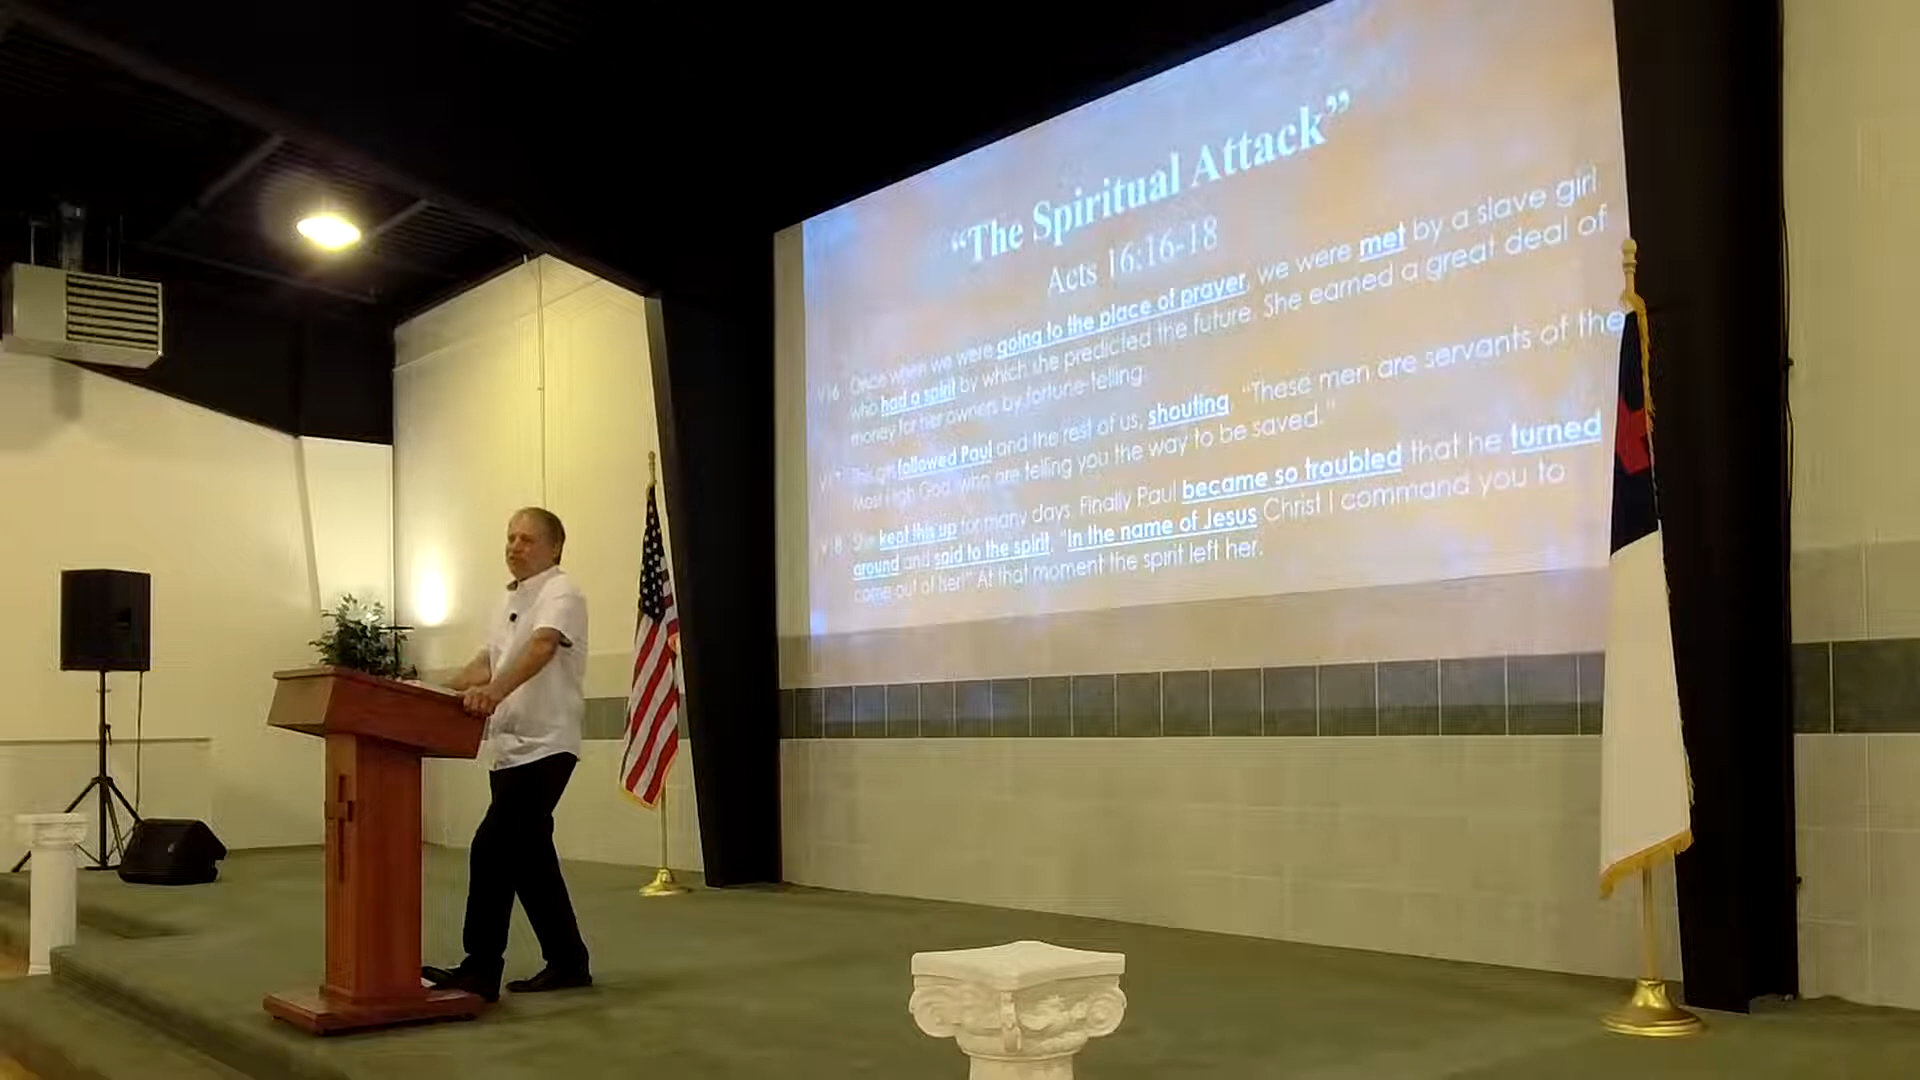 “The Spiritual Attack”
Acts 16:16-18
V16 Once when we were going to the place of prayer, we were met by a slave girl
who had a spirit by which she predicted the future. She earned a great deal of
money for her owners by fortune-telling.
V17 This girl followed Paul and the rest of us, shouting, “These men are servants of the
Most High God, who are telling you the way to be saved.”
V18 She kept this up for many days. Finally Paul became so troubled that he turned
around and said to the spirit, “In the name of Jesus Christ I command you to
come out of her!” At that moment the spirit left her.